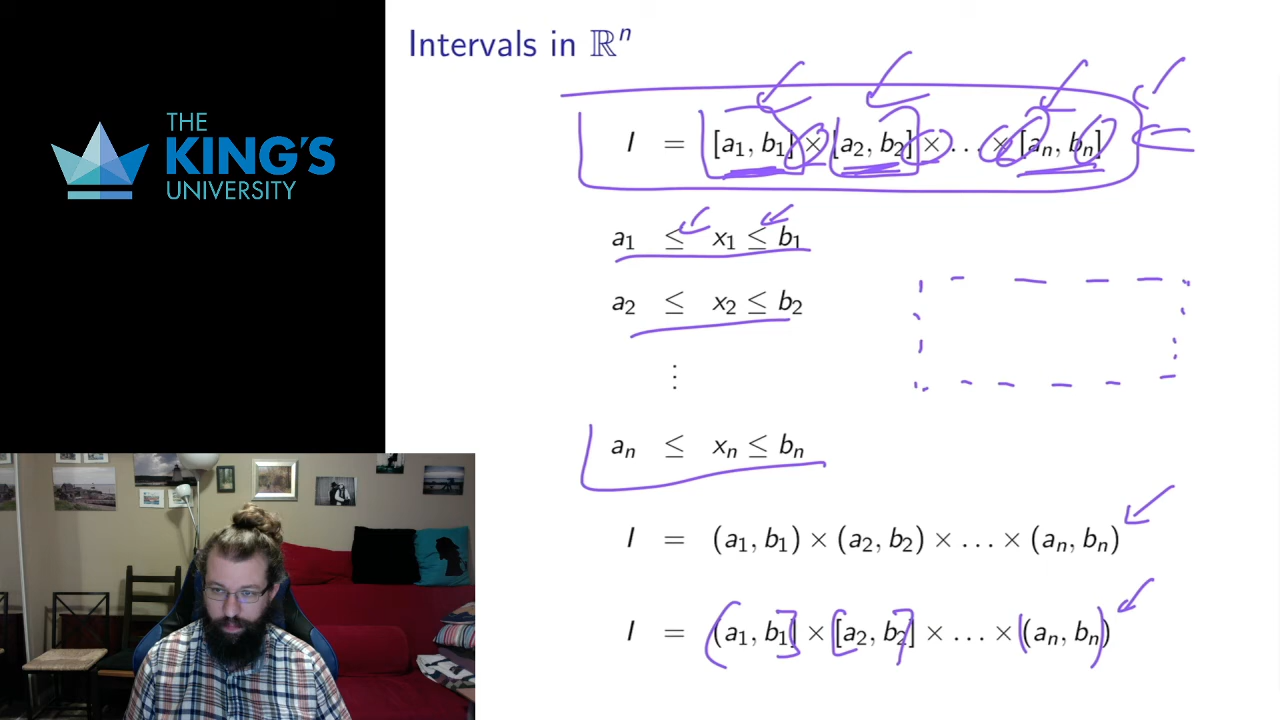 THE
KING'S
UNIVERSITY
Intervals in ℝⁿ
I = [a₁, b₁] × [a₂, b₂] × … × [aₙ, bₙ]
a₁ ≤ x₁ ≤ b₁
a₂ ≤ x₂ ≤ b₂
⋮
aₙ ≤ xₙ ≤ bₙ
I = (a₁, b₁) × (a₂, b₂) × … × (aₙ, bₙ)
I = (a₁, b₁] × [a₂, b₂] × … × (aₙ, bₙ)